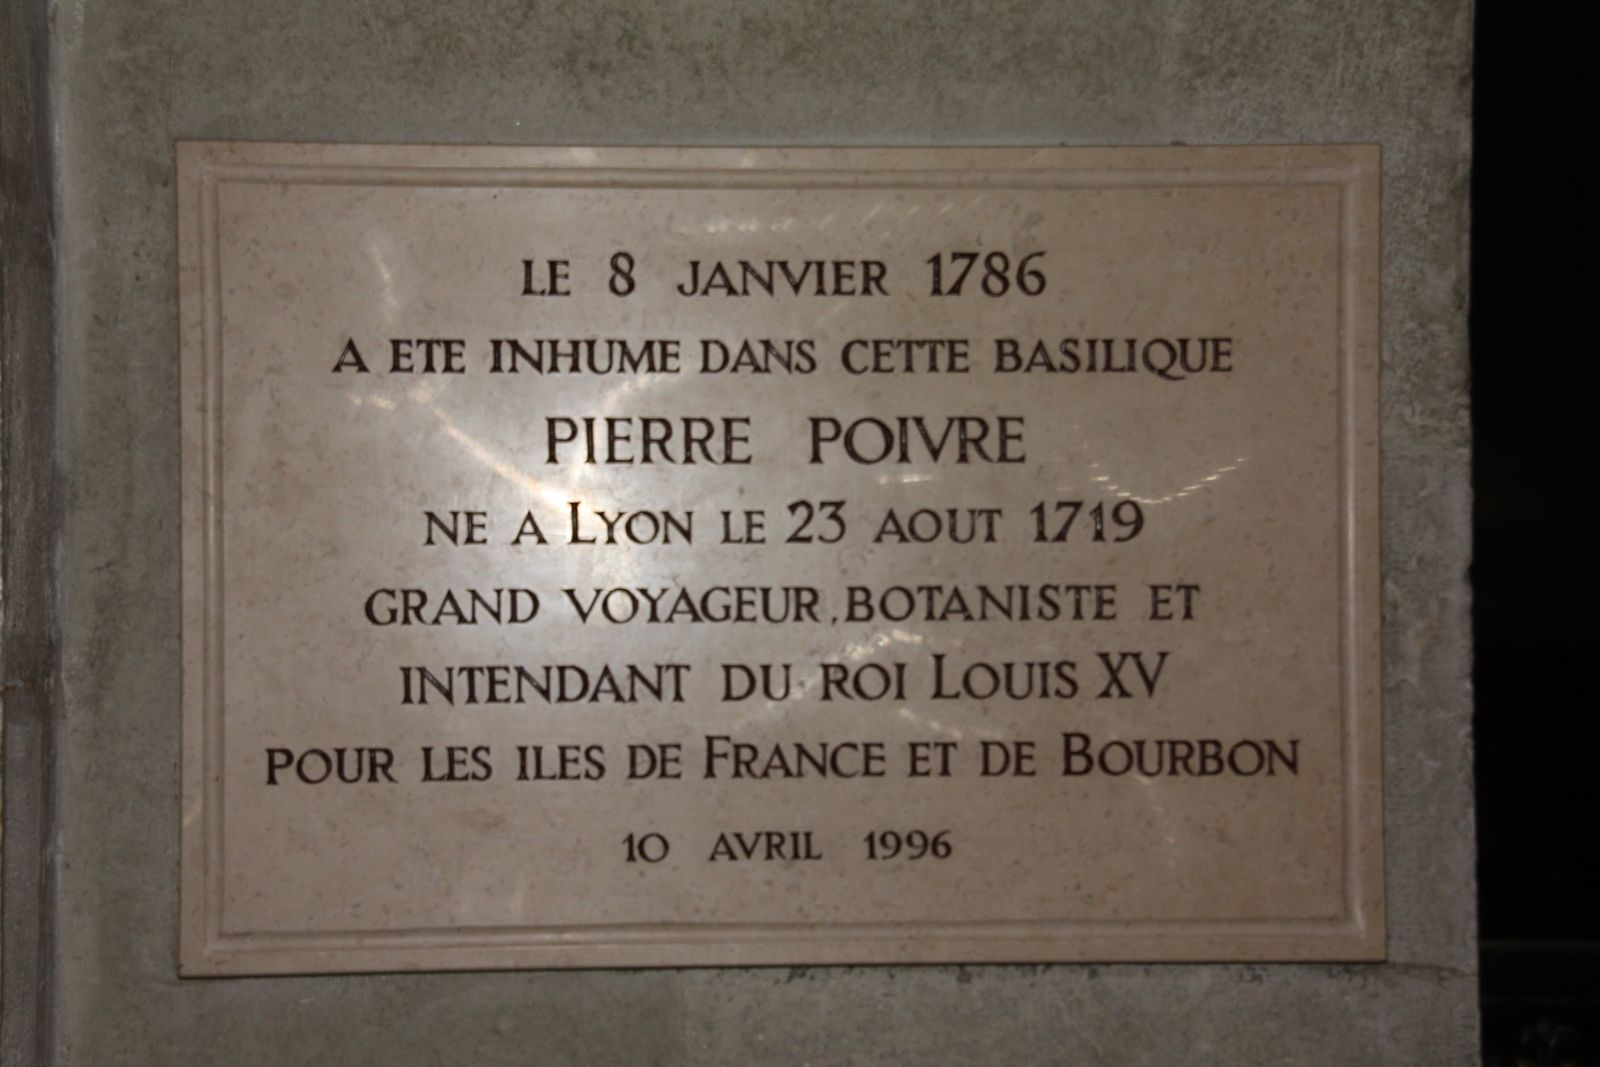 LE 8 JANVIER 1786
A ETE INHUME DANS CETTE BASILIQUE
PIERRE POIVRE
NE A LYON LE 23 AOUT 1719
GRAND VOYAGEUR, BOTANISTE ET
INTENDANT DU ROI LOUIS XV
POUR LES ILES DE FRANCE ET DE BOURBON
10 AVRIL 1996